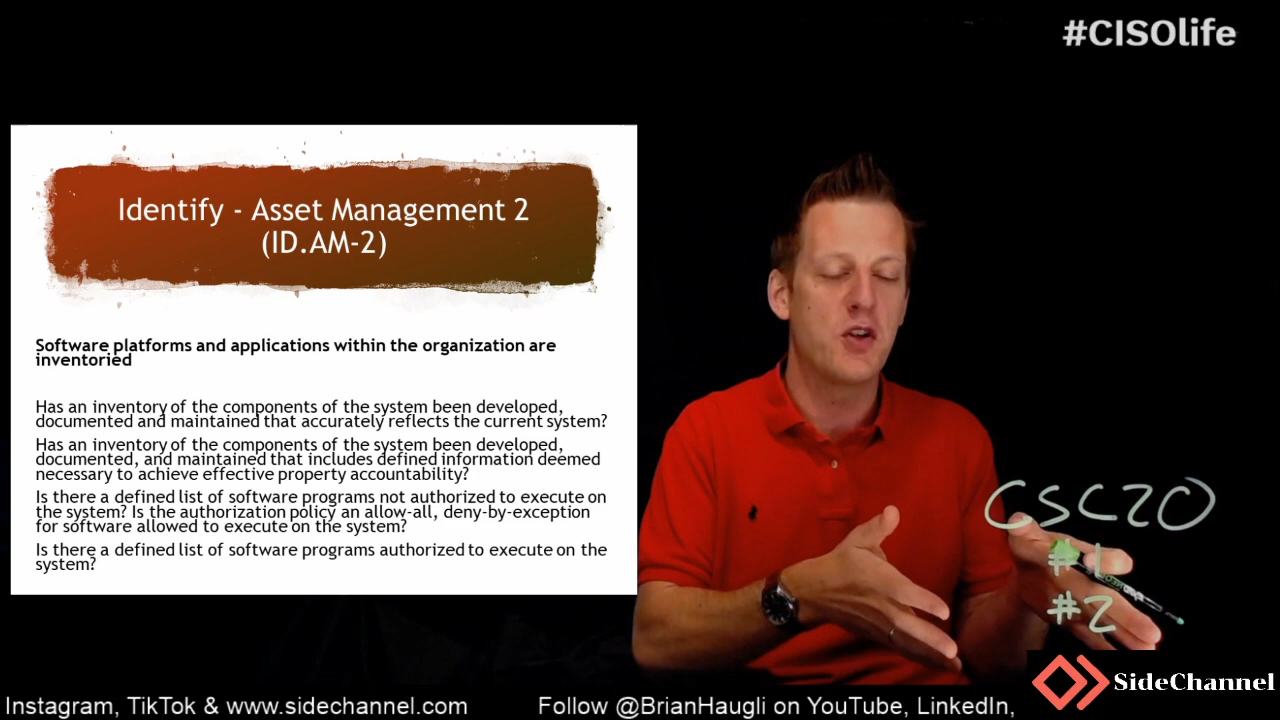 #CISOlife
Identify - Asset Management 2
(ID.AM-2)
Software platforms and applications within the organization are
inventoried
Has an inventory of the components of the system been developed,
documented and maintained that accurately reflects the current system?
Has an inventory of the components of the system been developed,
documented, and maintained that includes defined information deemed
necessary to achieve effective property accountability?
Is there a defined list of software programs not authorized to execute on
the system? Is the authorization policy an allow-all, deny-by-exception
for software allowed to execute on the system?
Is there a defined list of software programs authorized to execute on the
system?
CSC20
#1
#2
SideChannel
Instagram, TikTok & www.sidechannel.com
Follow @BrianHaugli on YouTube, LinkedIn,